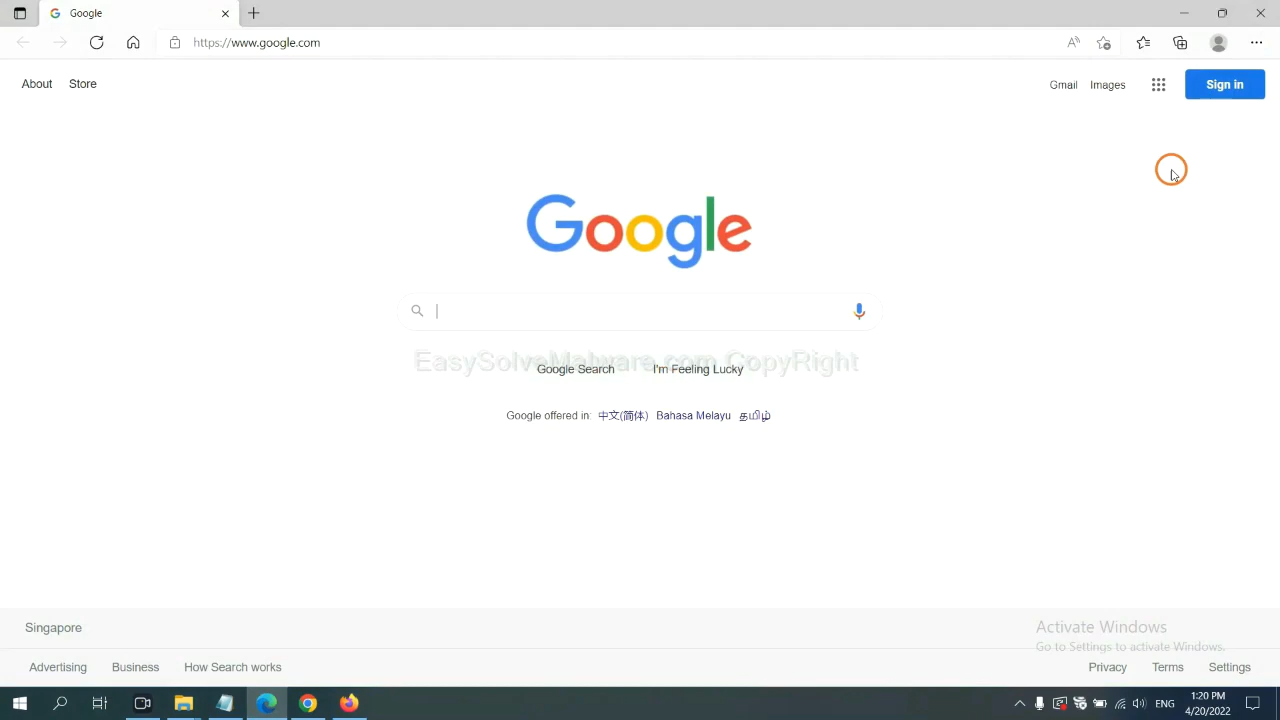 Google
https://www.google.com
About Store
Gmail Images Sign in
Google
EasySolveMalware.com CopyRight
Google Search I'm Feeling Lucky
Google offered in: 中文(简体) Bahasa Melayu தமிழ்
Singapore
Activate Windows
Go to Settings to activate Windows.
Advertising Business How Search works
Privacy Terms Settings
ENG
1:20 PM
4/20/2022